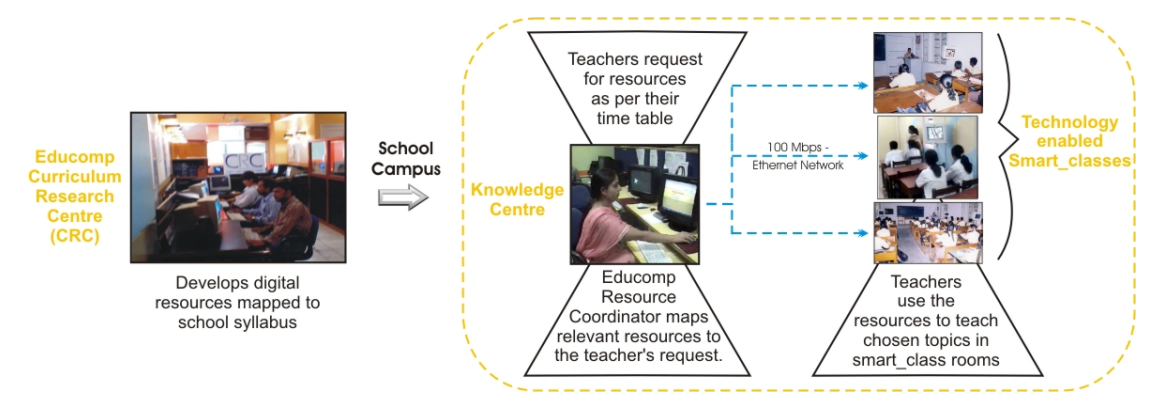 Educomp
Curriculum
Research
Centre
(CRC)
CRC
Develops digital
resources mapped to
school syllabus
School
Campus
Knowledge
Centre
Teachers request
for resources
as per their
time table
Educomp
Resource
Coordinator maps
relevant resources to
the teacher's request.
100 Mbps -
Ethernet Network
Teachers
use the
resources to teach
chosen topics in
smart_class rooms
Technology
enabled
Smart_classes